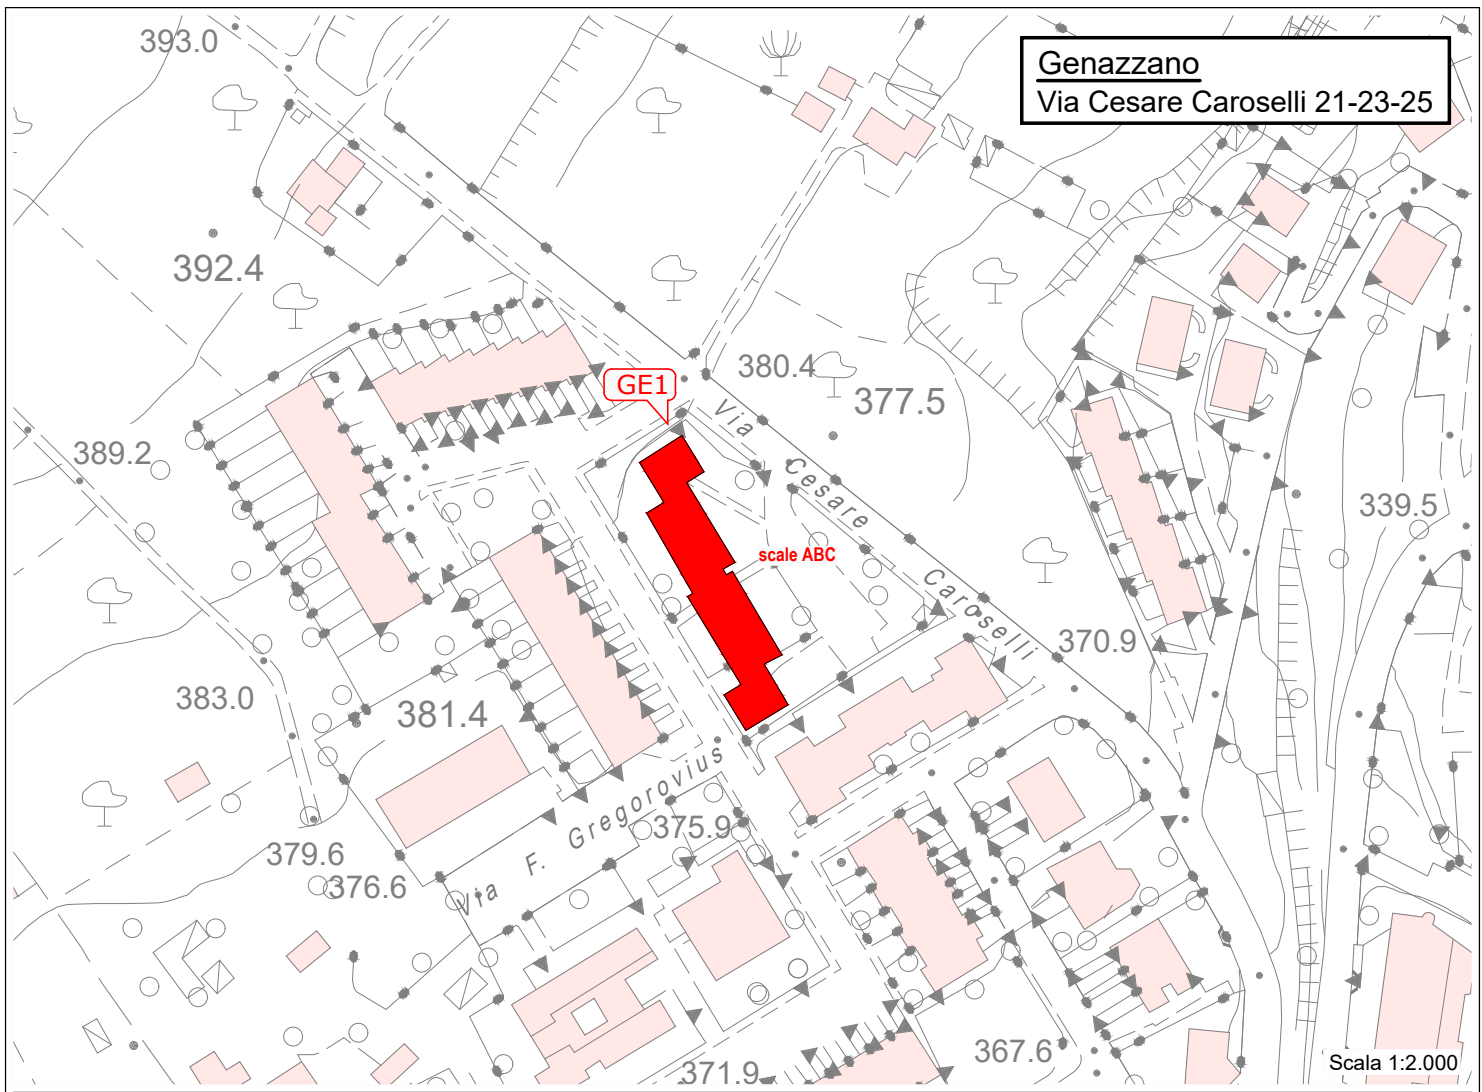 393.0
Genazzano
Via Cesare Caroselli 21-23-25
392.4
380.4
GE1
377.5
Via Cesare Caroselli
389.2
339.5
scale ABC
370.9
383.0
381.4
Via F. Gregorovius
375.9
379.6
376.6
367.6
371.9
Scala 1:2.000